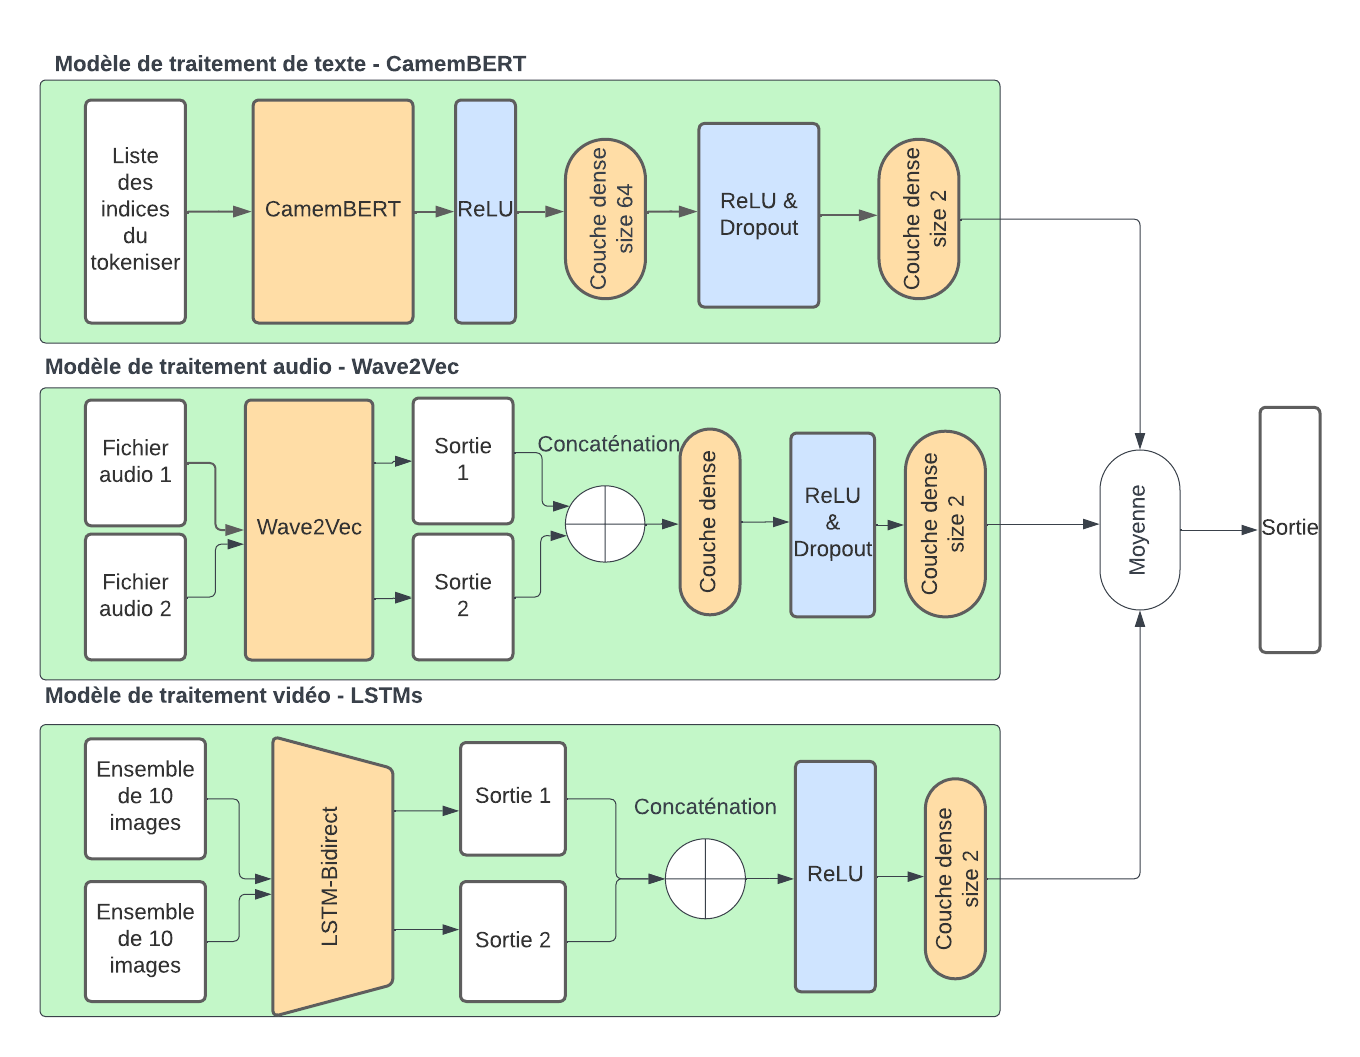 Modèle de traitement de texte - CamemBERT
Liste
des
indices
du
tokeniser
CamemBERT
ReLU
Couche dense
size 64
ReLU &
Dropout
Couche dense
size 2
Modèle de traitement audio - Wave2Vec
Fichier
audio 1
Fichier
audio 2
Wave2Vec
Sortie
1
Sortie
2
Concaténation
Couche dense
ReLU
&
Dropout
Couche dense
size 2
Moyenne
Sortie
Modèle de traitement vidéo - LSTMs
Ensemble
de 10
images
Ensemble
de 10
images
LSTM-Bidirect
Sortie 1
Sortie 2
Concaténation
ReLU
Couche dense
size 2